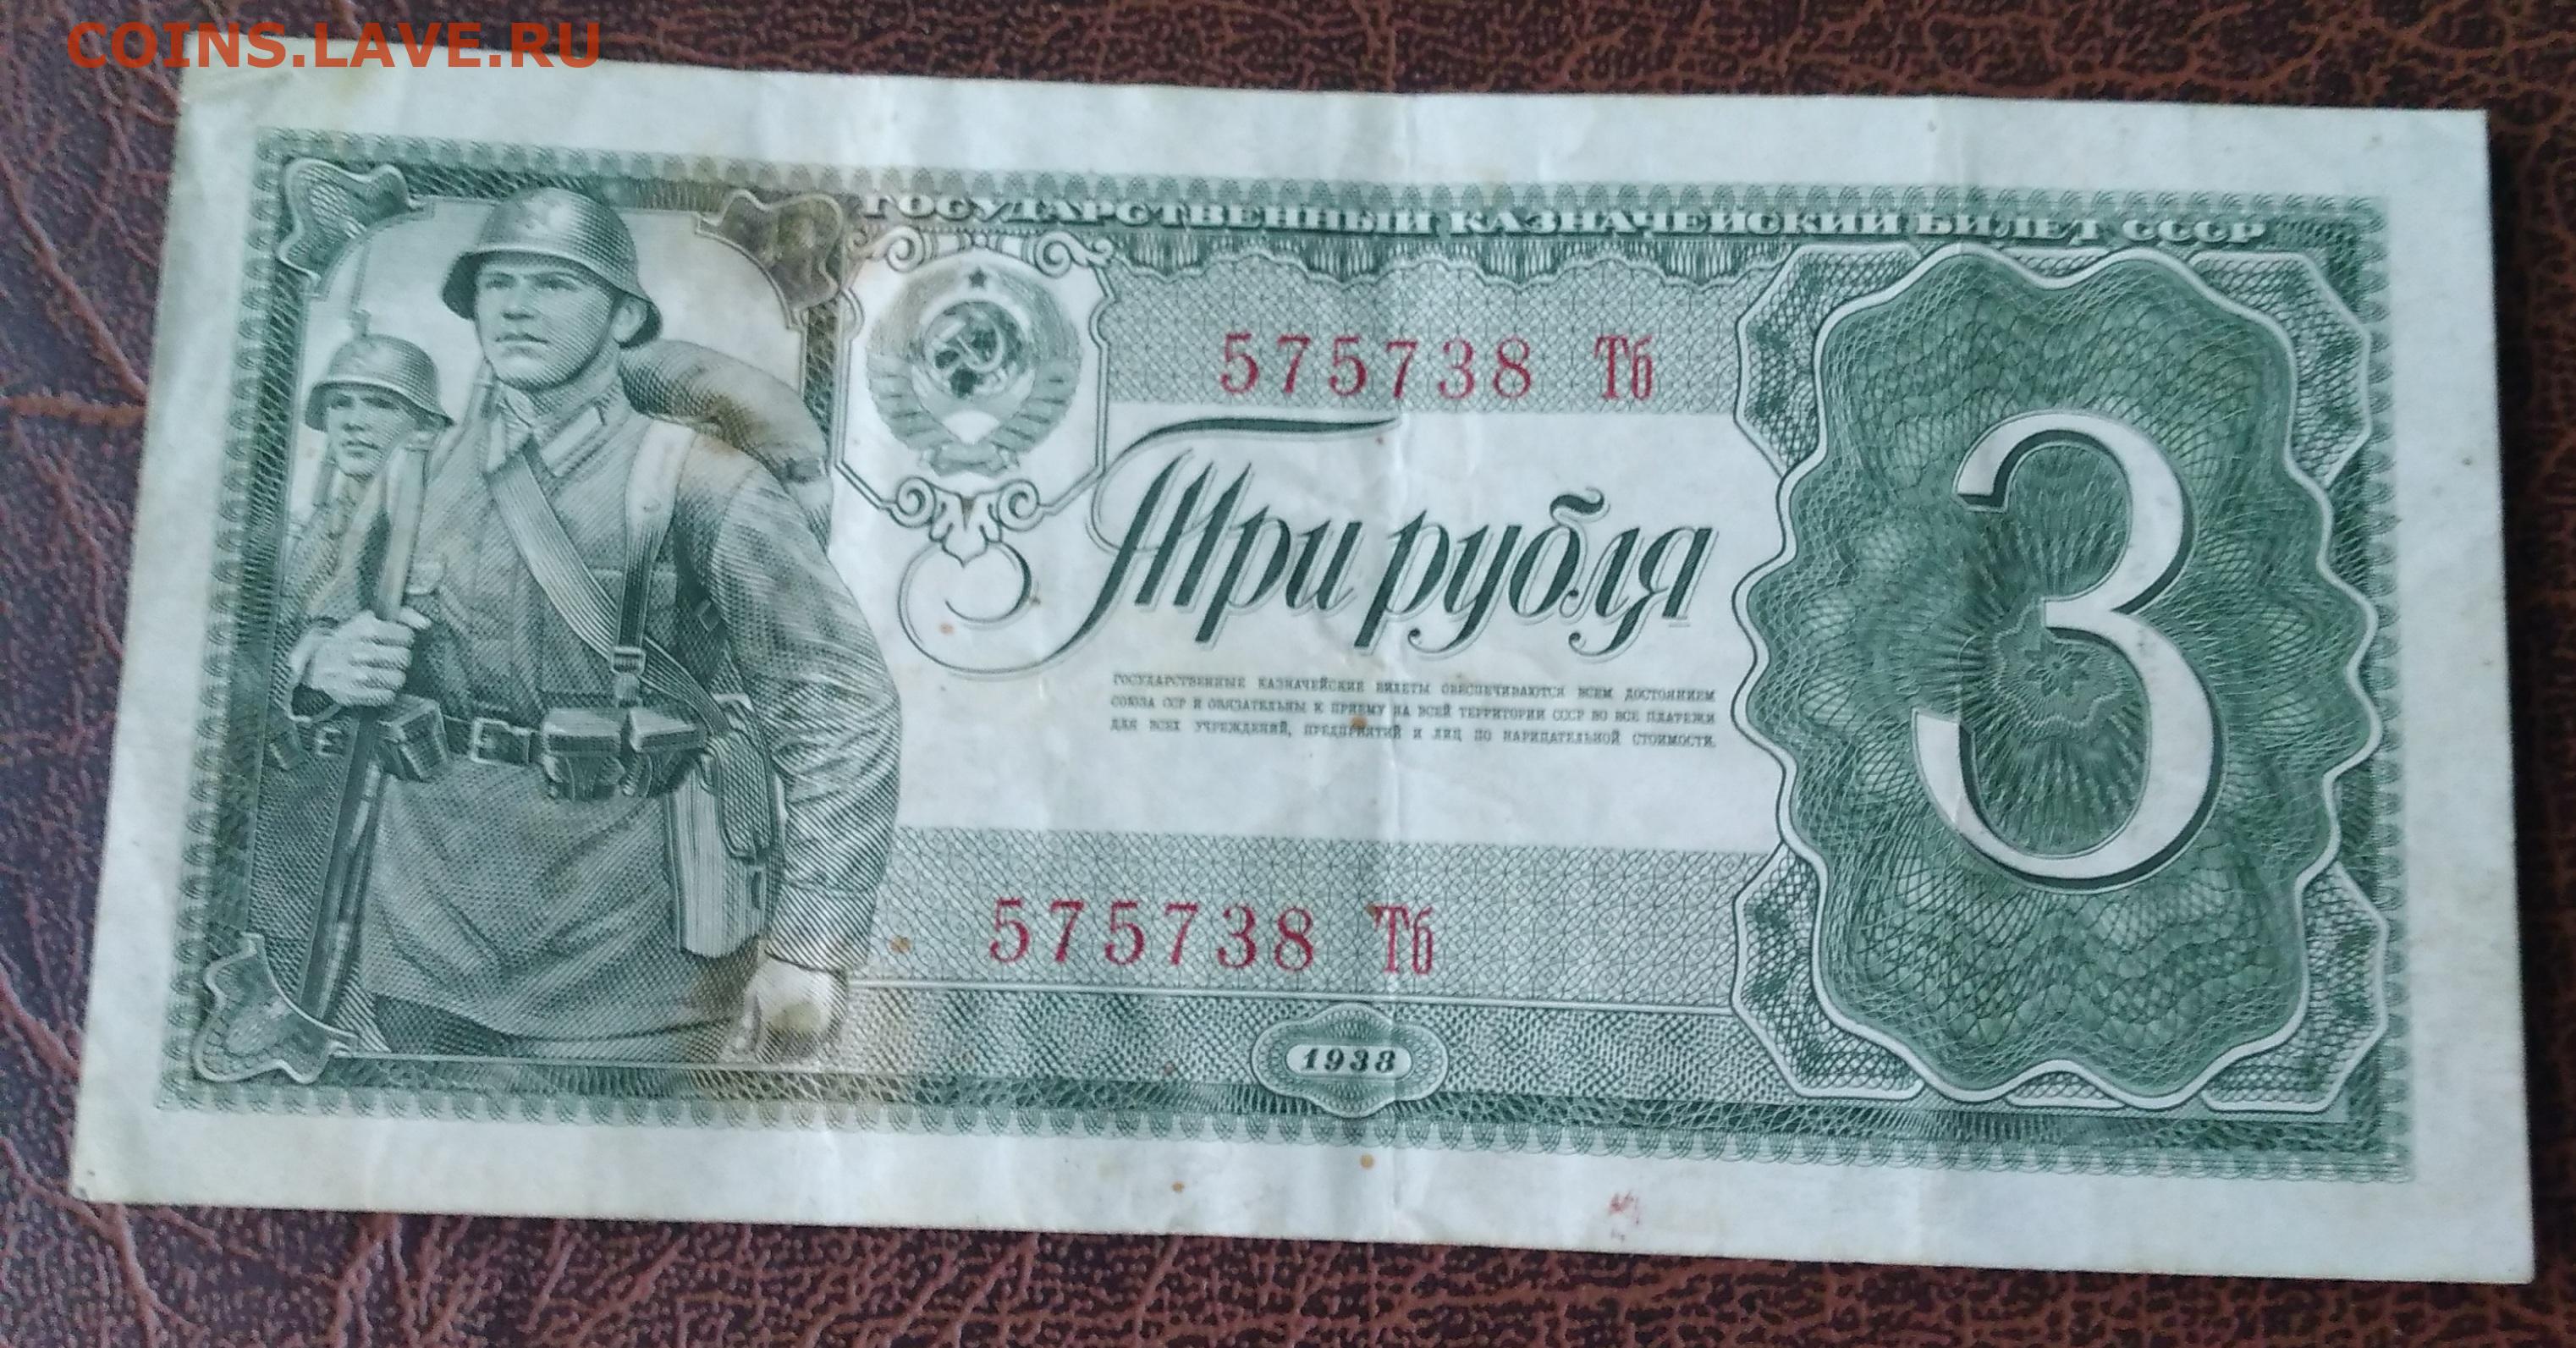 COINS.LAVE.RU
ГОСУДАРСТВЕННЫЙ КАЗНАЧЕЙСКИЙ БИЛЕТ СССР
575738 Тб
Три рубля
3
ГОСУДАРСТВЕННЫЕ КАЗНАЧЕЙСКИЕ БИЛЕТЫ ОБЕСПЕЧИВАЮТСЯ ВСЕМ ДОСТОЯНИЕМ
СОЮЗА ССР И ОБЯЗАТЕЛЬНЫ К ПРИЕМУ НА ВСЕЙ ТЕРРИТОРИИ СССР ВО ВСЕ ПЛАТЕЖИ
ДЛЯ ВСЕХ УЧРЕЖДЕНИЙ, ПРЕДПРИЯТИЙ И ЛИЦ ПО НАРИЦАТЕЛЬНОЙ СТОИМОСТИ.
575738 Тб
1938